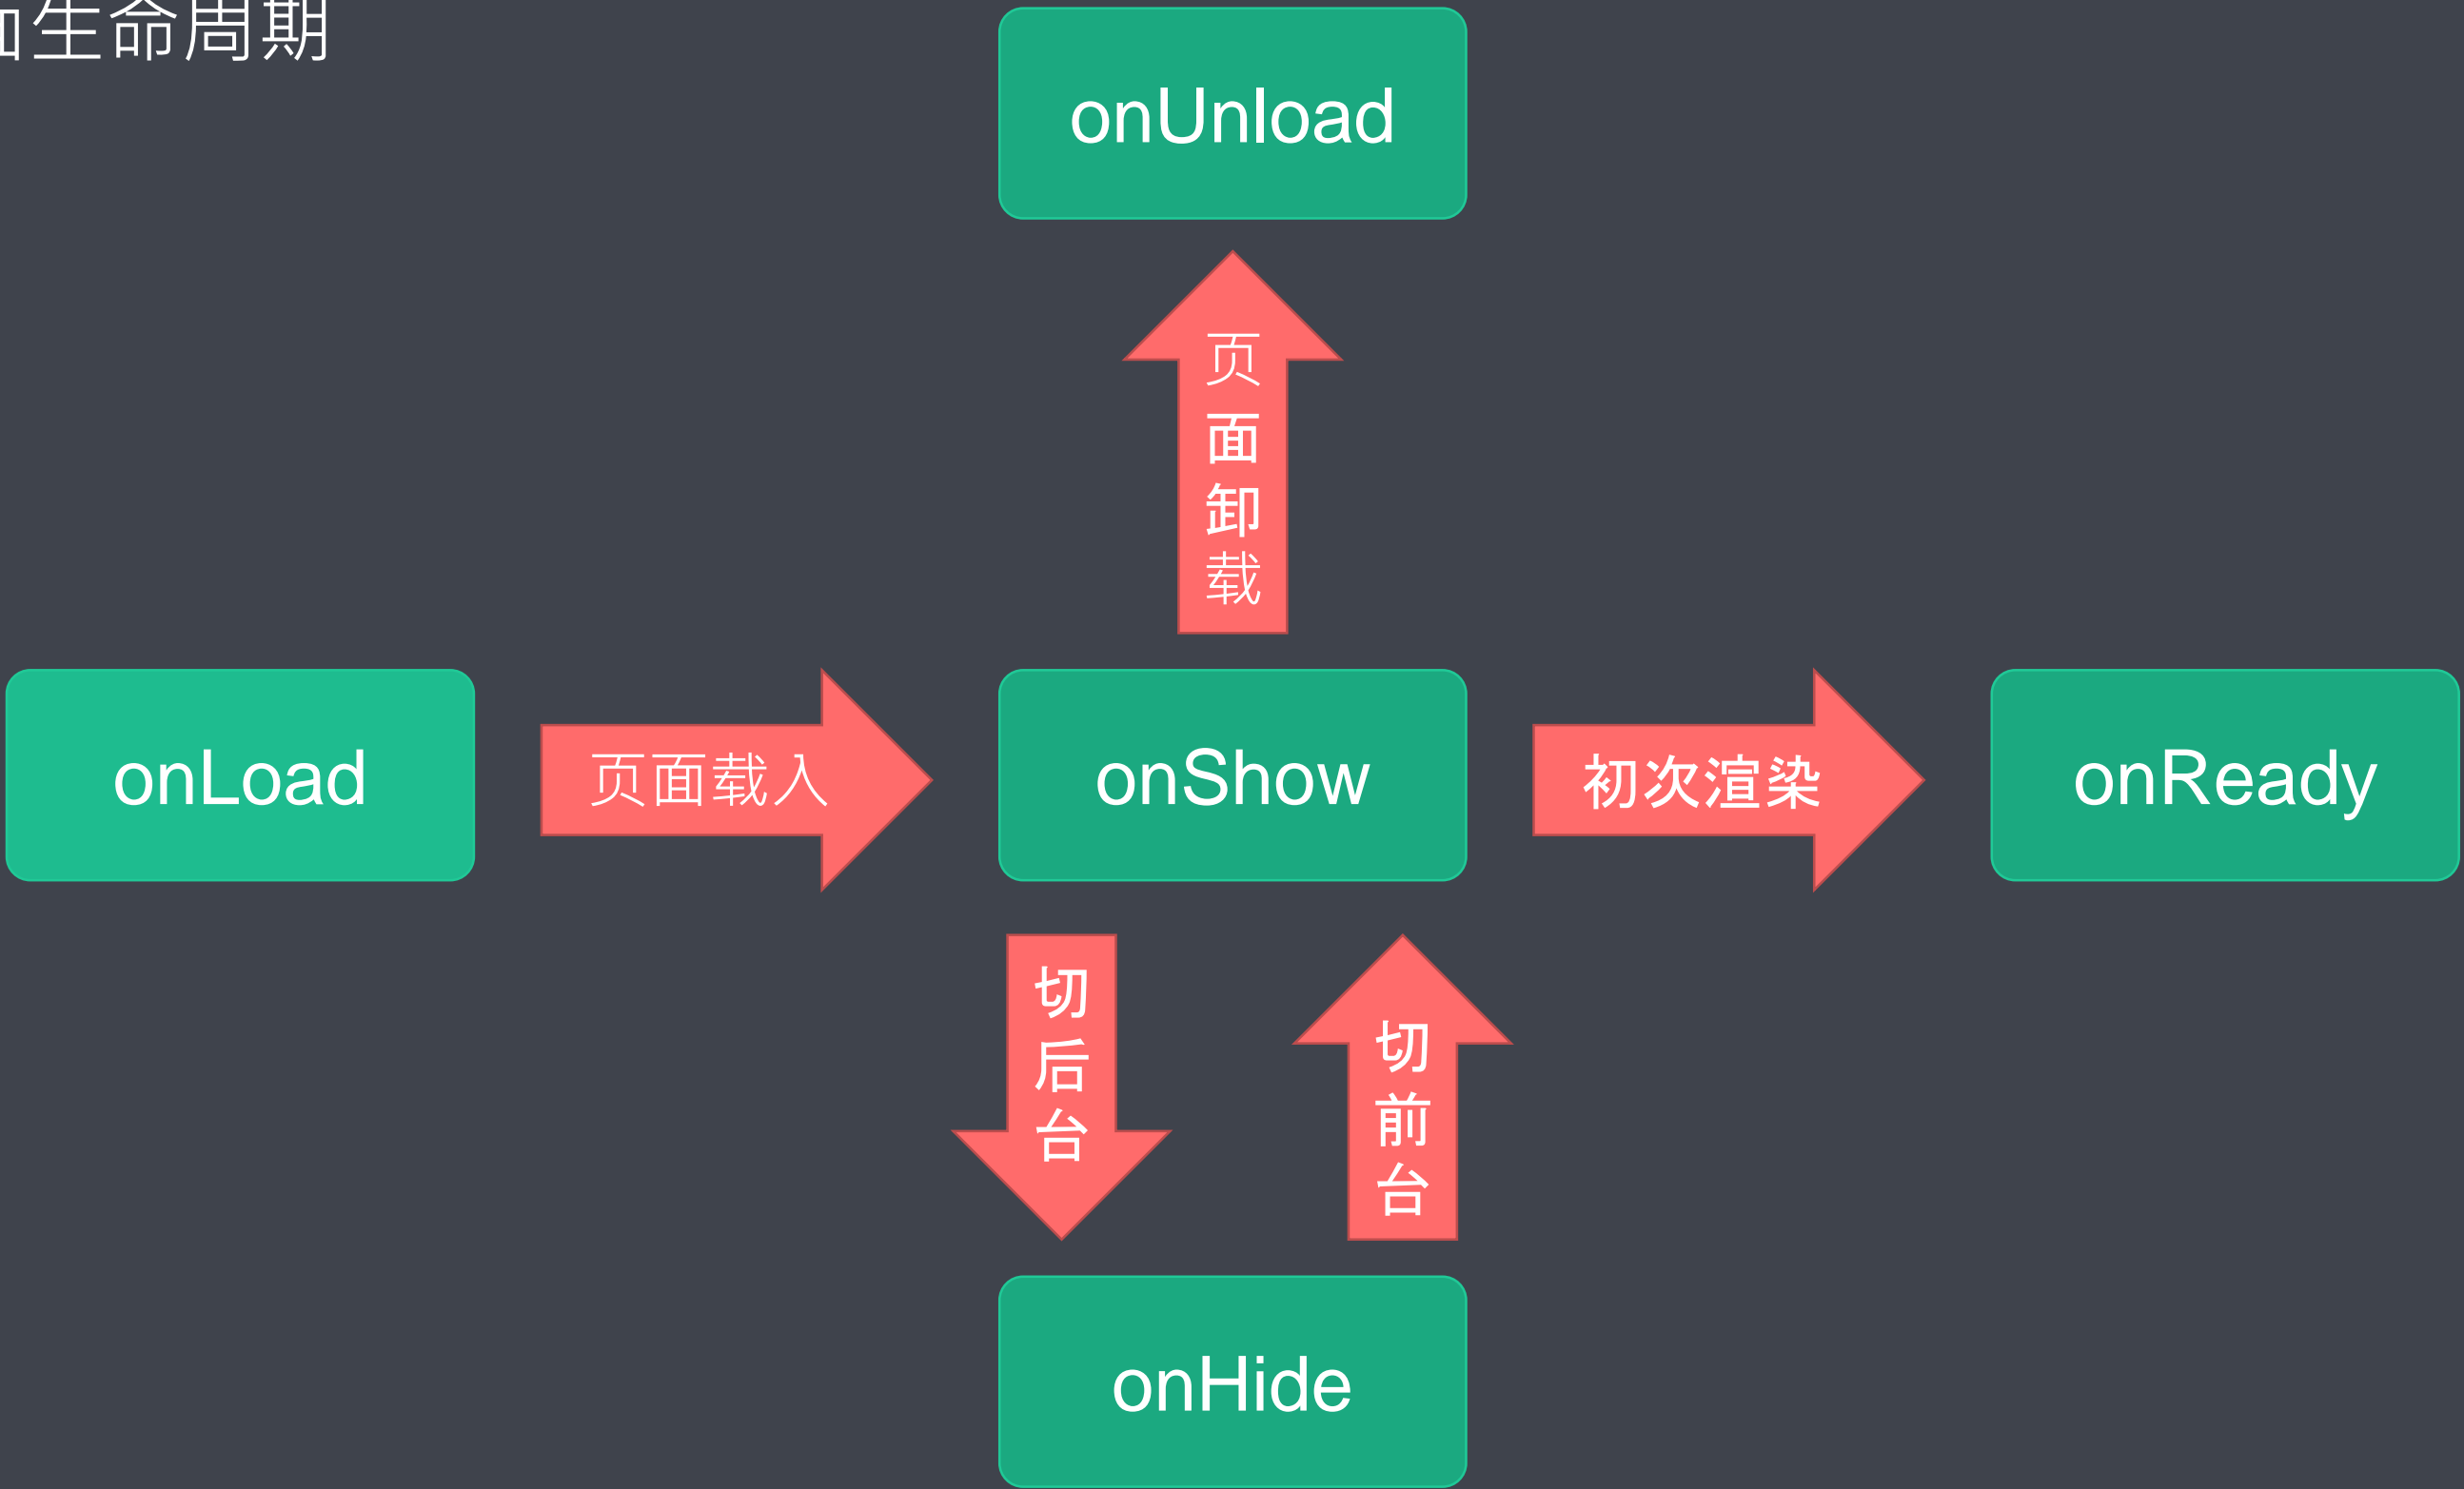 生命周期
onUnload
页面卸载
onLoad
页面载入
onShow
初次渲染
onReady
切后台
切前台
onHide